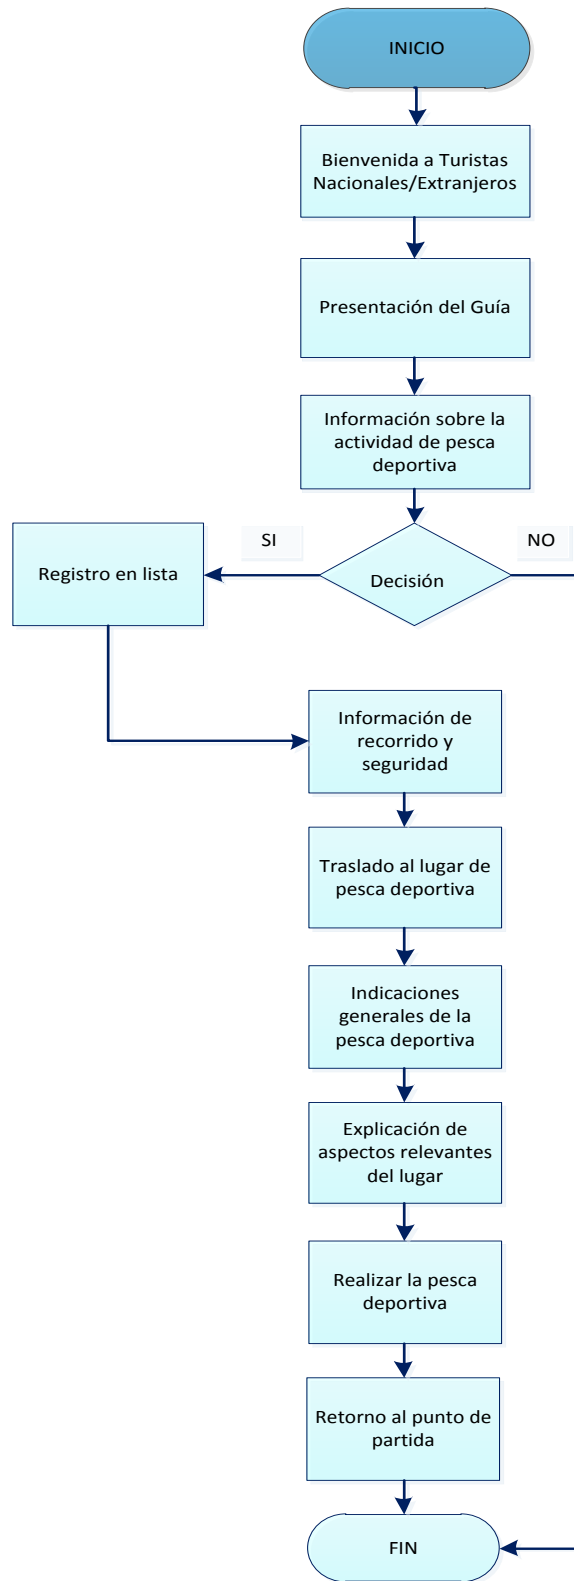 INICIO
Bienvenida a Turistas
Nacionales/Extranjeros
Presentación del Guía
Información sobre la
actividad de pesca
deportiva
SI
NO
Registro en lista
Decisión
Información de
recorrido y
seguridad
Traslado al lugar de
pesca deportiva
Indicaciones
generales de la
pesca deportiva
Explicación de
aspectos relevantes
del lugar
Realizar la pesca
deportiva
Retorno al punto de
partida
FIN